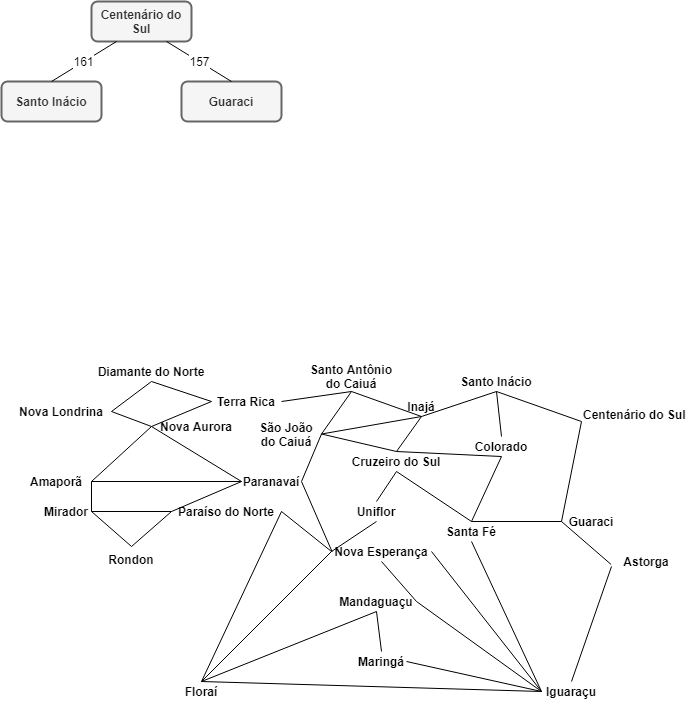 Centenário do
Sul
161
157
Santo Inácio
Guaraci
Diamante do Norte
Santo Antônio
do Caiuá
Santo Inácio
Terra Rica
Inajá
Nova Londrina
Centenário do Sul
Nova Aurora
São João
do Caiuá
Colorado
Cruzeiro do Sul
Amaporã
Paranavaí
Mirador
Paraíso do Norte
Uniflor
Guaraci
Santa Fé
Rondon
Nova Esperança
Astorga
Mandaguaçu
Maringá
Floraí
Iguaraçu